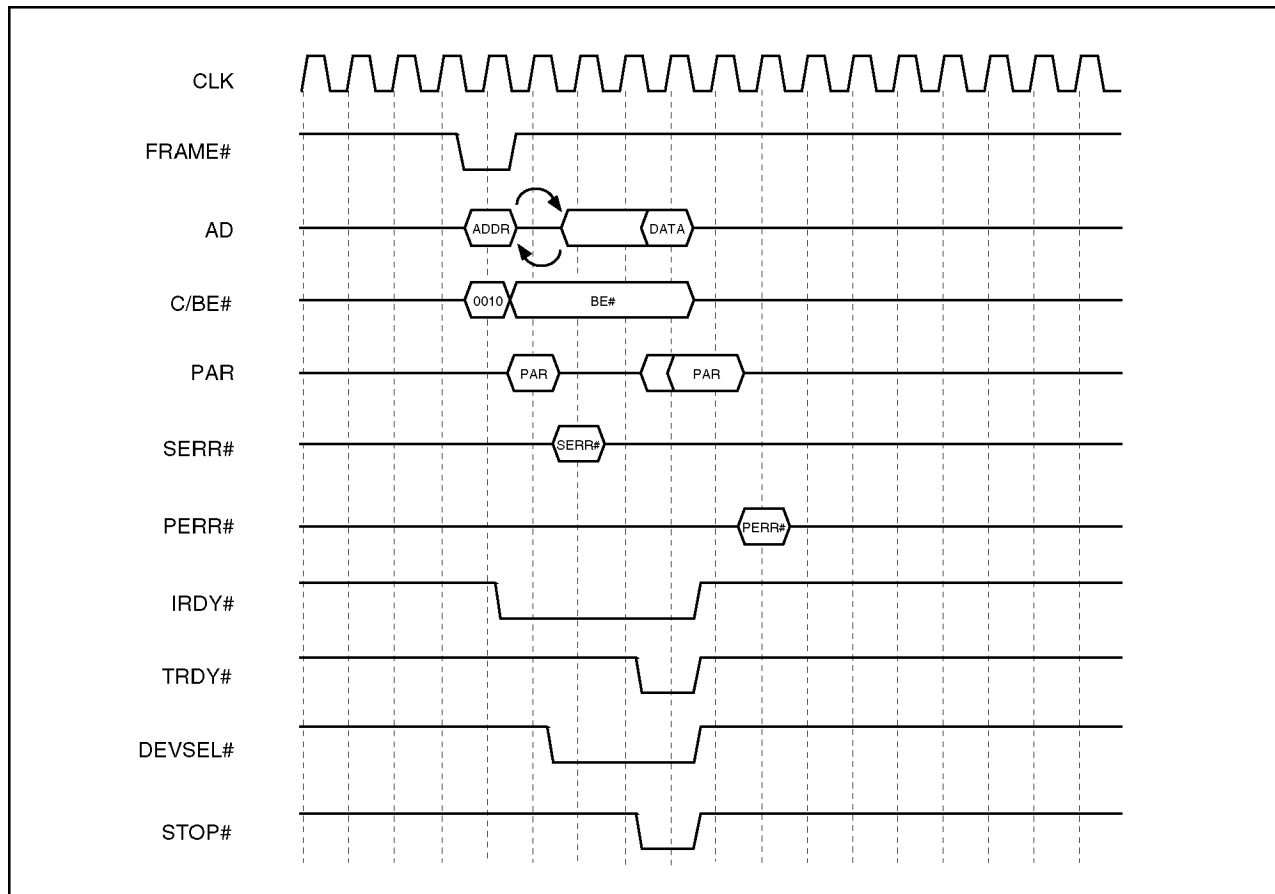 CLK
FRAME#
AD
ADDR
DATA
C/BE#
0010
BE#
PAR
PAR
PAR
SERR#
SERR#
PERR#
PERR#
IRDY#
TRDY#
DEVSEL#
STOP#